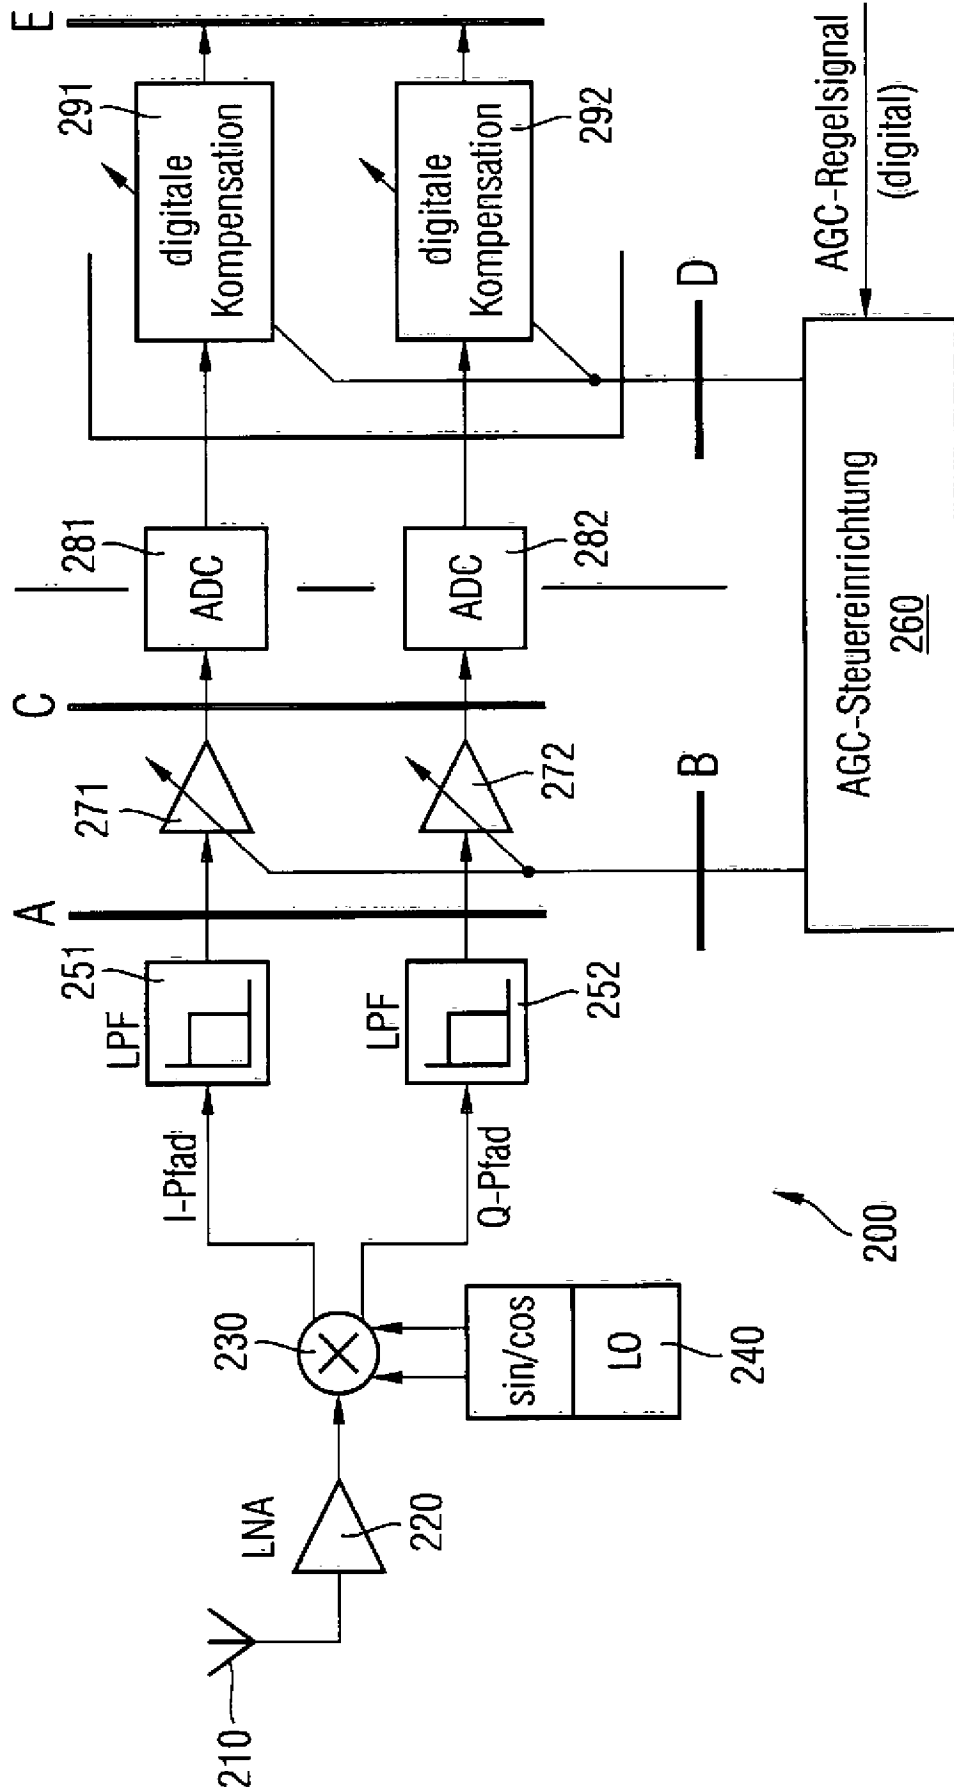 210
LNA
220
230
sin/cos
LO
240
200
I-Pfad
Q-Pfad
LPF
251
LPF
252
A
271
272
B
C
281
ADC
282
ADC
291
digitale
Kompensation
292
digitale
Kompensation
D
E
AGC-Steuereinrichtung
260
AGC-Regelsignal
(digital)